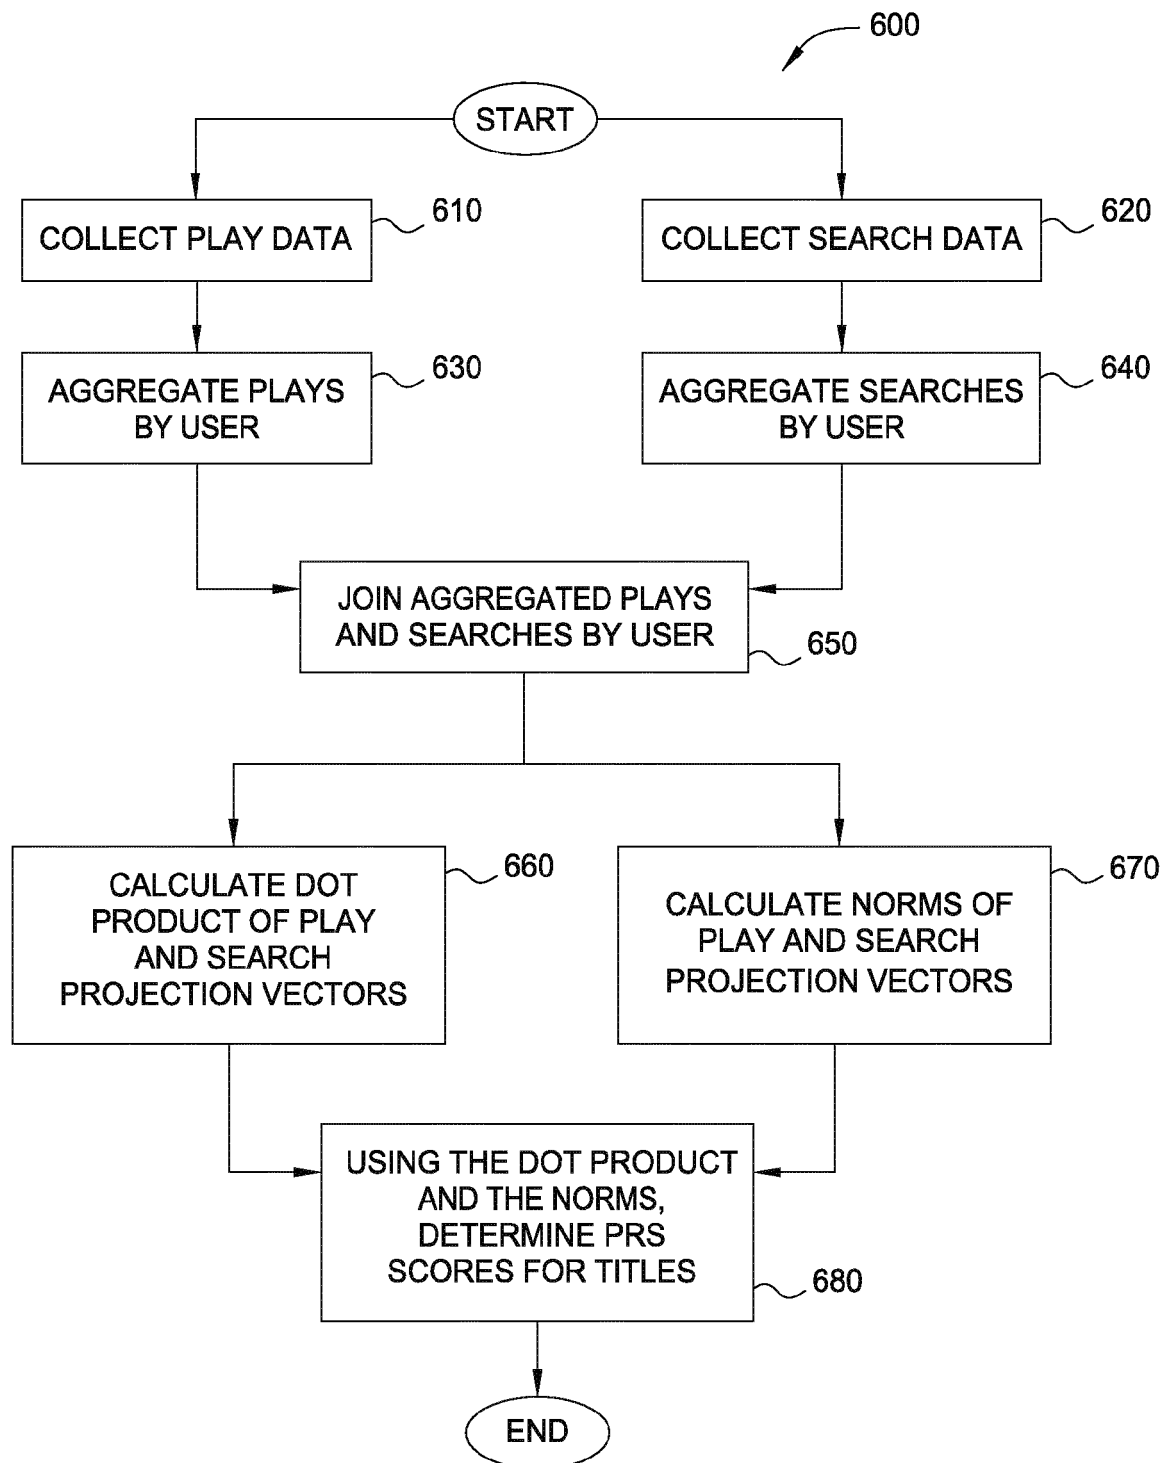 600
START
COLLECT PLAY DATA
610
COLLECT SEARCH DATA
620
AGGREGATE PLAYS
BY USER
630
AGGREGATE SEARCHES
BY USER
640
JOIN AGGREGATED PLAYS
AND SEARCHES BY USER
650
CALCULATE DOT
PRODUCT OF PLAY
AND SEARCH
PROJECTION VECTORS
660
CALCULATE NORMS OF
PLAY AND SEARCH
PROJECTION VECTORS
670
USING THE DOT PRODUCT
AND THE NORMS,
DETERMINE PRS
SCORES FOR TITLES
680
END